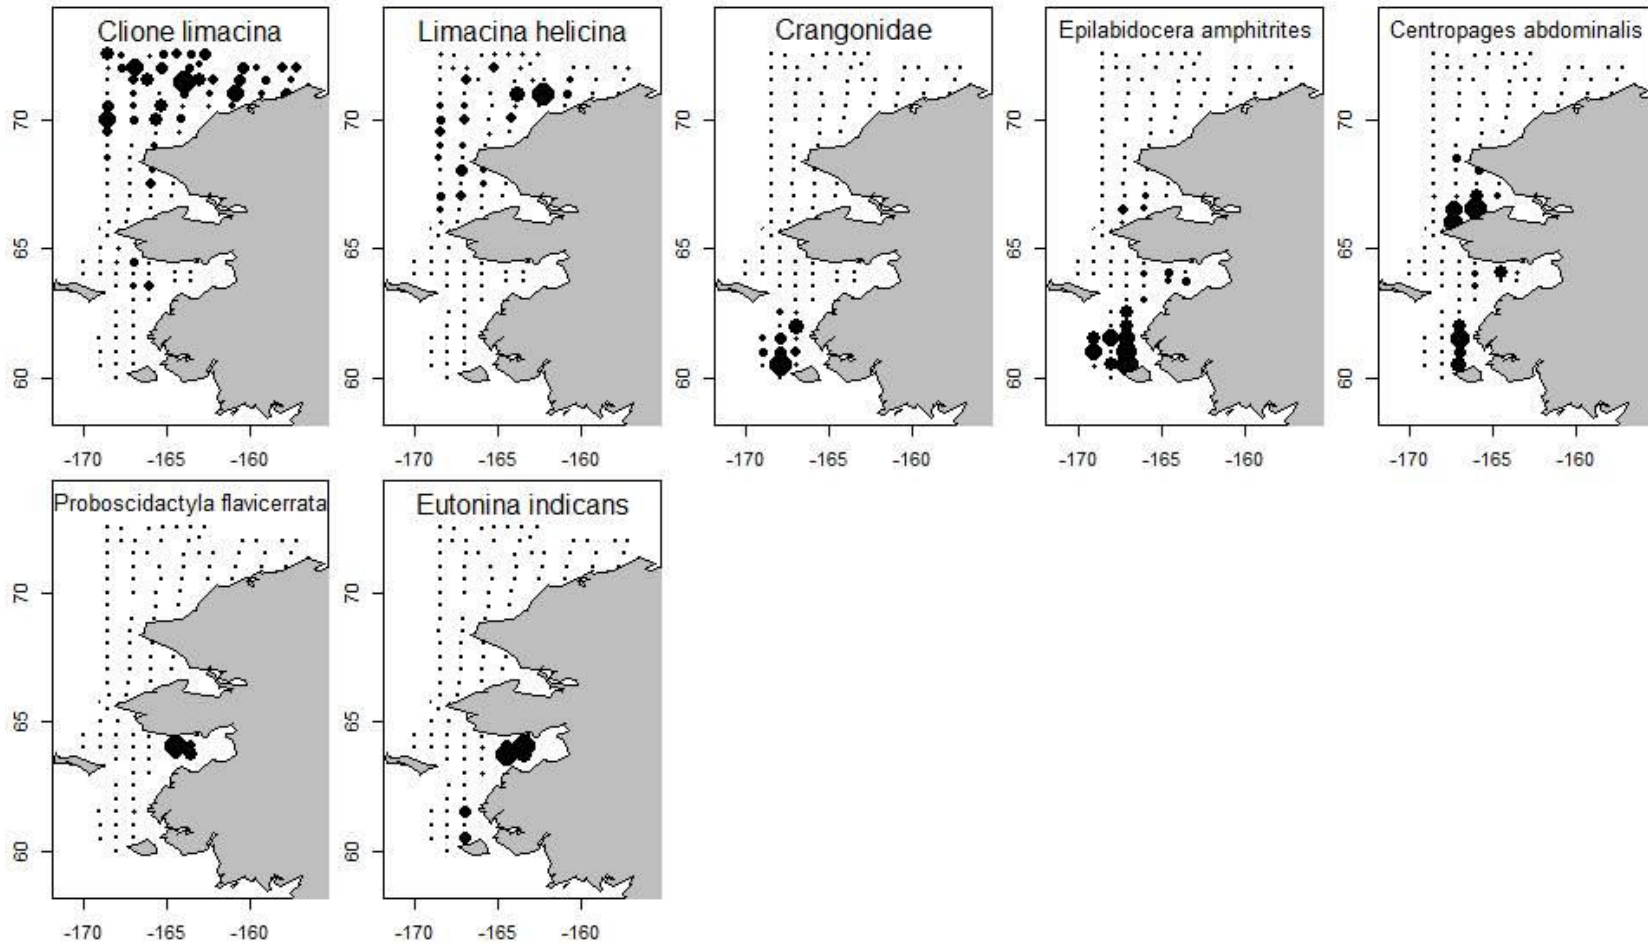 Clione limacina
Limacina helicina
Crangonidae
Epilabidocera amphitrites
Centropages abdominalis
70
65
60
70
65
60
70
65
60
70
65
60
70
65
60
-170 -165 -160
-170 -165 -160
-170 -165 -160
-170 -165 -160
-170 -165 -160
Proboscidactyla flavicerrata
Eutonina indicans
70
65
60
70
65
60
-170 -165 -160
-170 -165 -160